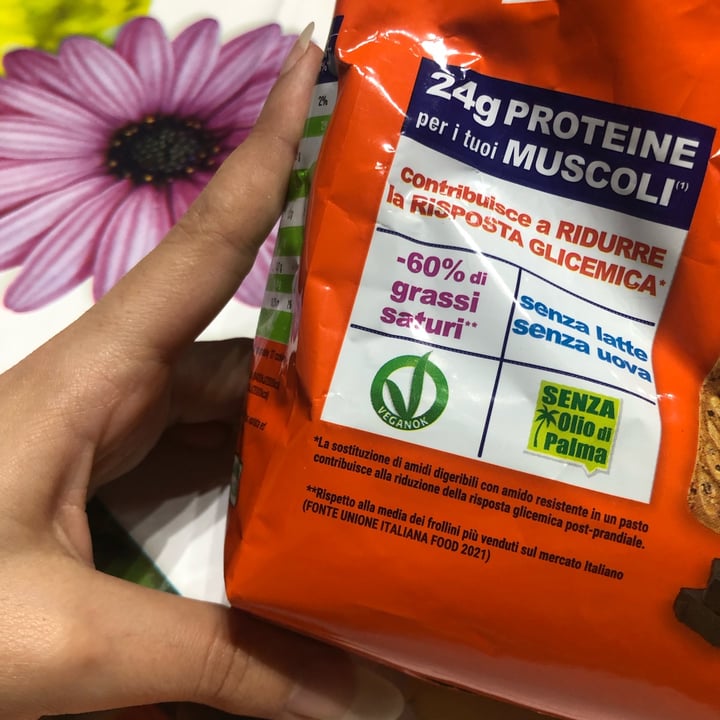 24g PROTEINE
per i tuoi MUSCOLI(1)
Contribuisce a RIDURRE
la RISPOSTA GLICEMICA*
-60% di
grassi
saturi**
senza latte
senza uova
VEGANOK
SENZA
Olio di
Palma
*La sostituzione di amidi digeribili con amido resistente in un pasto
contribuisce alla riduzione della risposta glicemica post-prandiale.
**Rispetto alla media dei frollini più venduti sul mercato Italiano
(FONTE UNIONE ITALIANA FOOD 2021)
2%